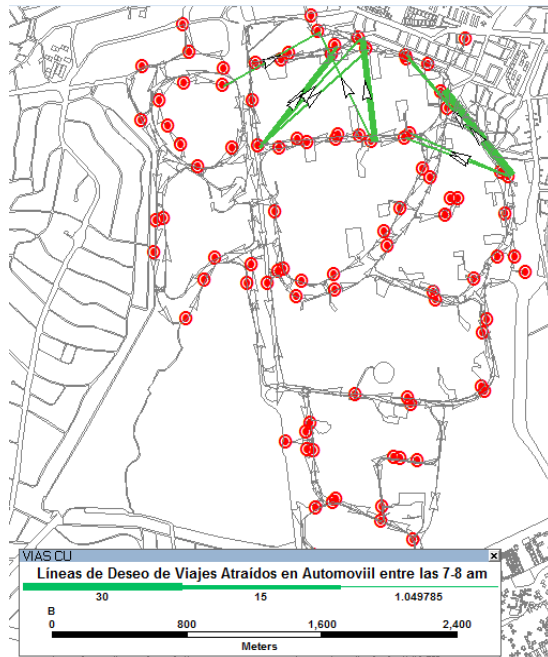 VIAS CU
Líneas de Deseo de Viajes Atraídos en Automoviil entre las 7-8 am
30 15 1.049785
B
0 800 1,600 2,400
Meters